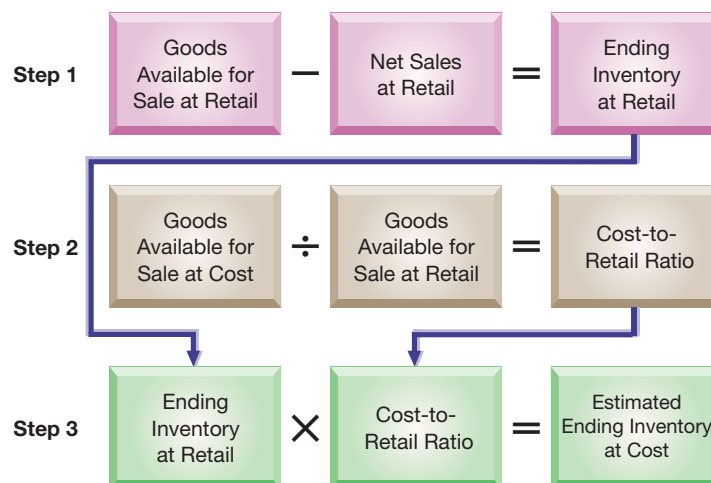 Step 1
Goods
Available for
Sale at Retail
−
Net Sales
at Retail
=
Ending
Inventory
at Retail
Step 2
Goods
Available for
Sale at Cost
÷
Goods
Available for
Sale at Retail
=
Cost-to-
Retail Ratio
Step 3
Ending
Inventory
at Retail
×
Cost-to-
Retail Ratio
=
Estimated
Ending Inventory
at Cost